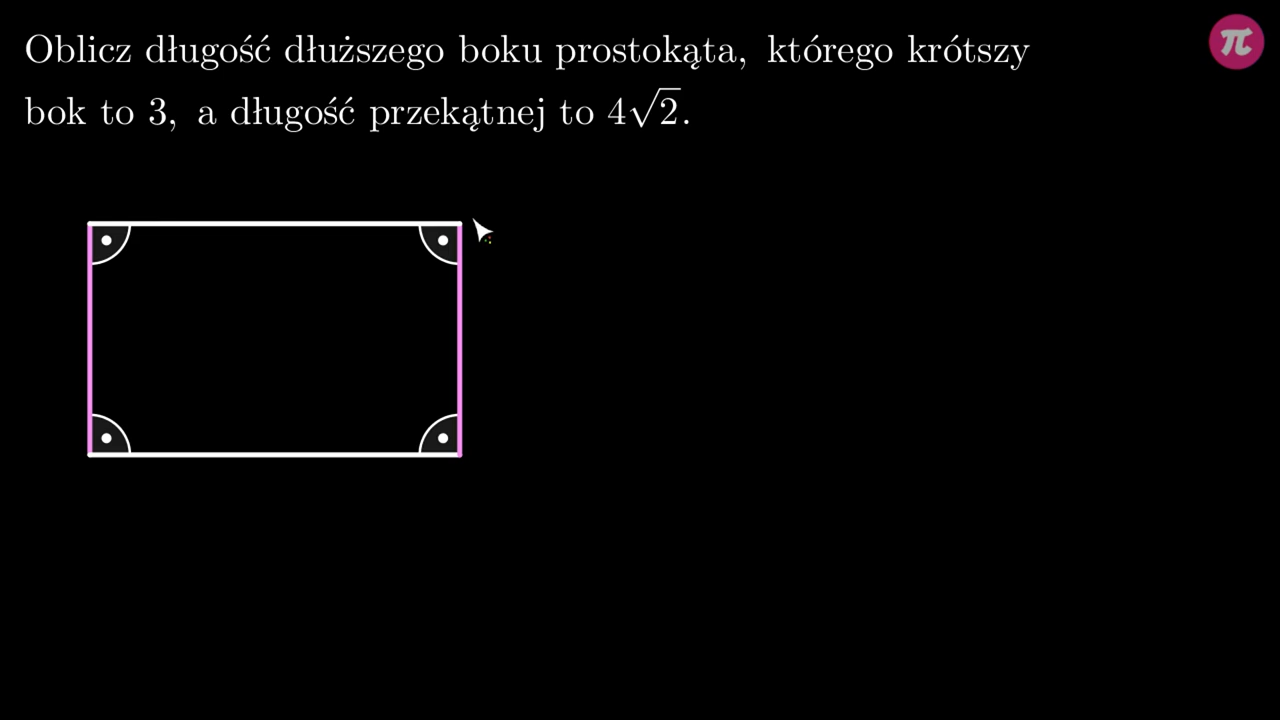 Oblicz długość dłuższego boku prostokąta, którego krótszy
bok to 3, a długość przekątnej to 4√2.
π